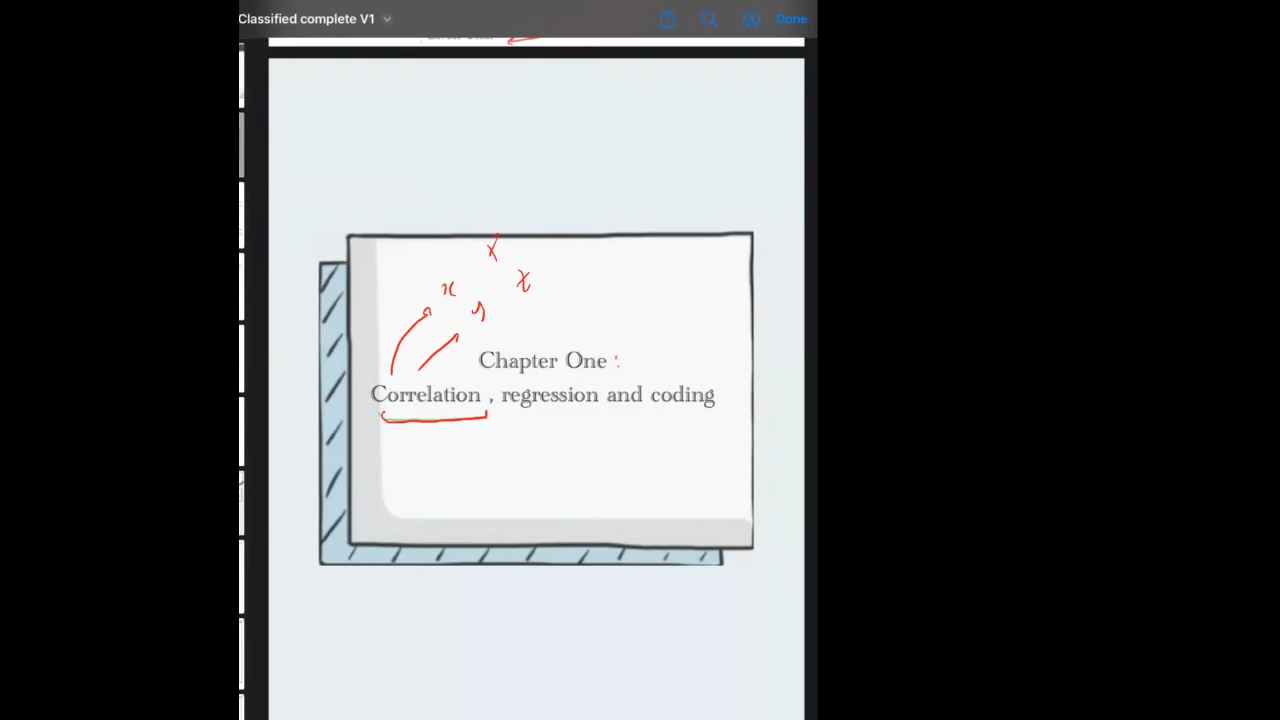 Classified complete V1
Done
x
x
x
Chapter One :
Correlation , regression and coding